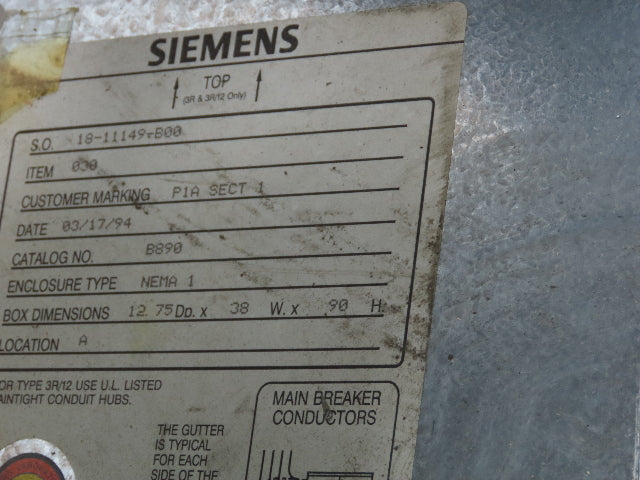 SIEMENS
TOP
(3R & 3R/12 Only)
S.O. 18-11149-B00
ITEM 030
CUSTOMER MARKING P1A SECT 1
DATE 03/17/94
CATALOG NO. B890
ENCLOSURE TYPE NEMA 1
BOX DIMENSIONS 12.75 Dp. x 38 W. x 90 H.
LOCATION A
OR TYPE 3R/12 USE U.L. LISTED
AINTIGHT CONDUIT HUBS.
MAIN BREAKER
CONDUCTORS
THE GUTTER
IS TYPICAL
FOR EACH
SIDE OF THE